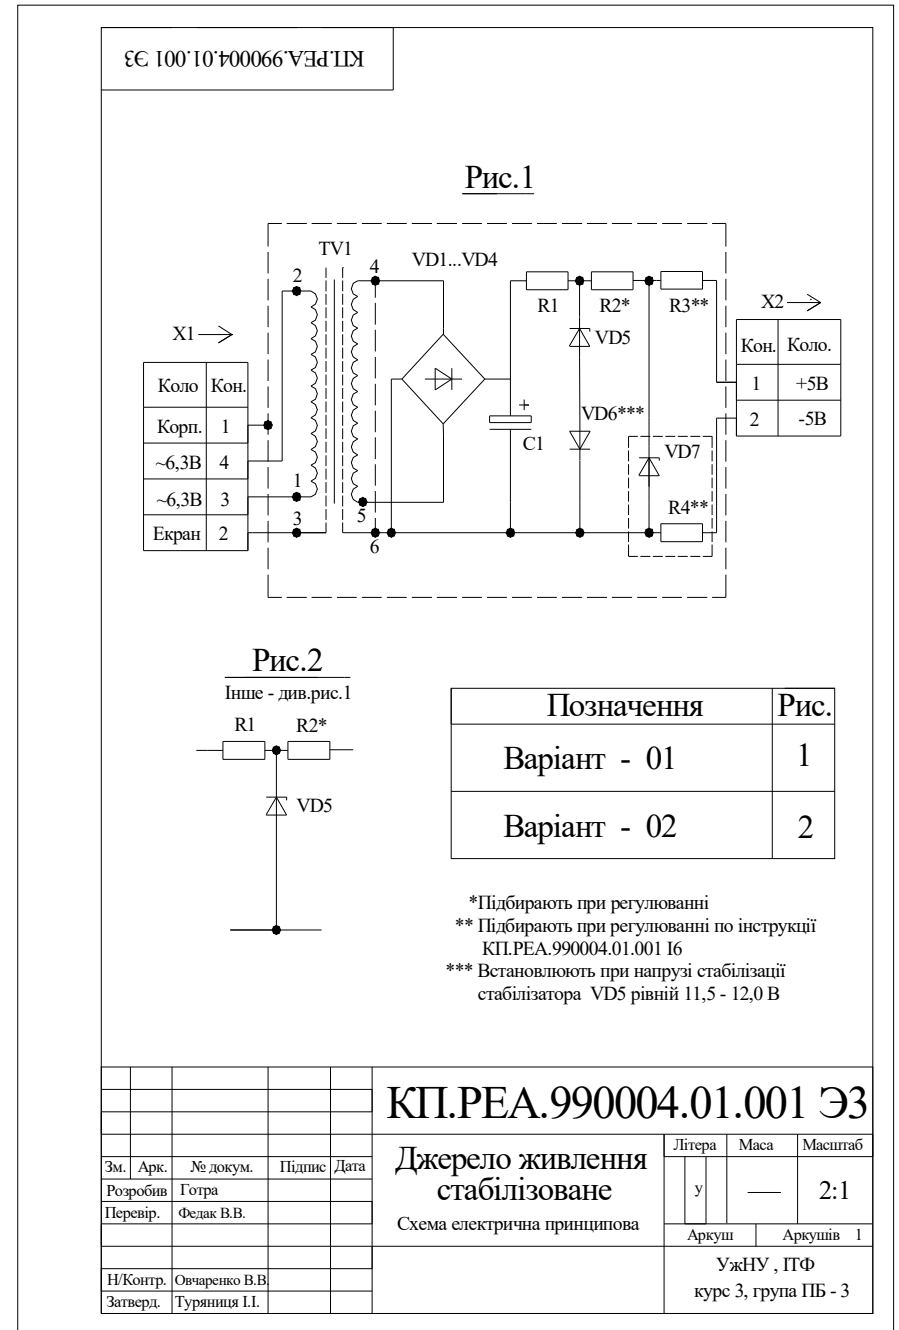 КП.РЕА.990004.01.001 ЭЗ
Рис.1
TV1
VD1...VD4
2
4
R1
R2*
R3**
X2
X1
VD5
Кон.
Коло.
1
+5В
2
-5В
Коло
Кон.
Корп.
1
~6,3В
4
~6,3В
3
Екран
2
+
C1
VD6***
VD7
1
3
5
6
R4**
Рис.2
Інше - див.рис.1
R1
R2*
VD5
Позначення
Рис.
Варіант - 01
1
Варіант - 02
2
*Підбирають при регулюванні
** Підбирають при регулюванні по інструкції
КП.РЕА.990004.01.001 І6
*** Встановлюють при напрузі стабілізації
стабілізатора VD5 рівній 11,5 - 12,0 В
КП.РЕА.990004.01.001 ЭЗ
Зм.
Арк.
№ докум.
Підпис
Дата
Розробив
Готра
Перевір.
Федак В.В.
Н/Контр.
Овчаренко В.В.
Затверд.
Туряниця І.І.
Джерело живлення
стабілізоване
Схема електрична принципова
Літера
Маса
Масштаб
у
2:1
Аркуш
Аркушів 1
УжНУ , ІТФ
курс 3, група ПБ - 3